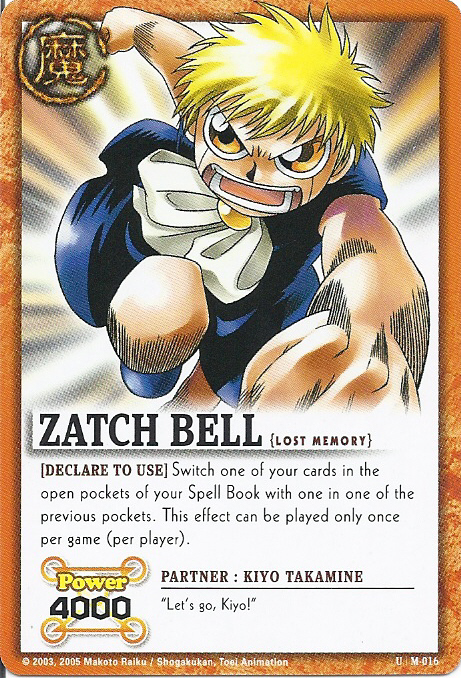 魔
ZATCH BELL {LOST MEMORY}
[DECLARE TO USE] Switch one of your cards in the
open pockets of your Spell Book with one in one of the
previous pockets. This effect can be played only once
per game (per player).
Power
4000
PARTNER : KIYO TAKAMINE
"Let's go, Kiyo!"
© 2003, 2005 Makoto Raiku / Shogakukan, Toei Animation
U | M-016